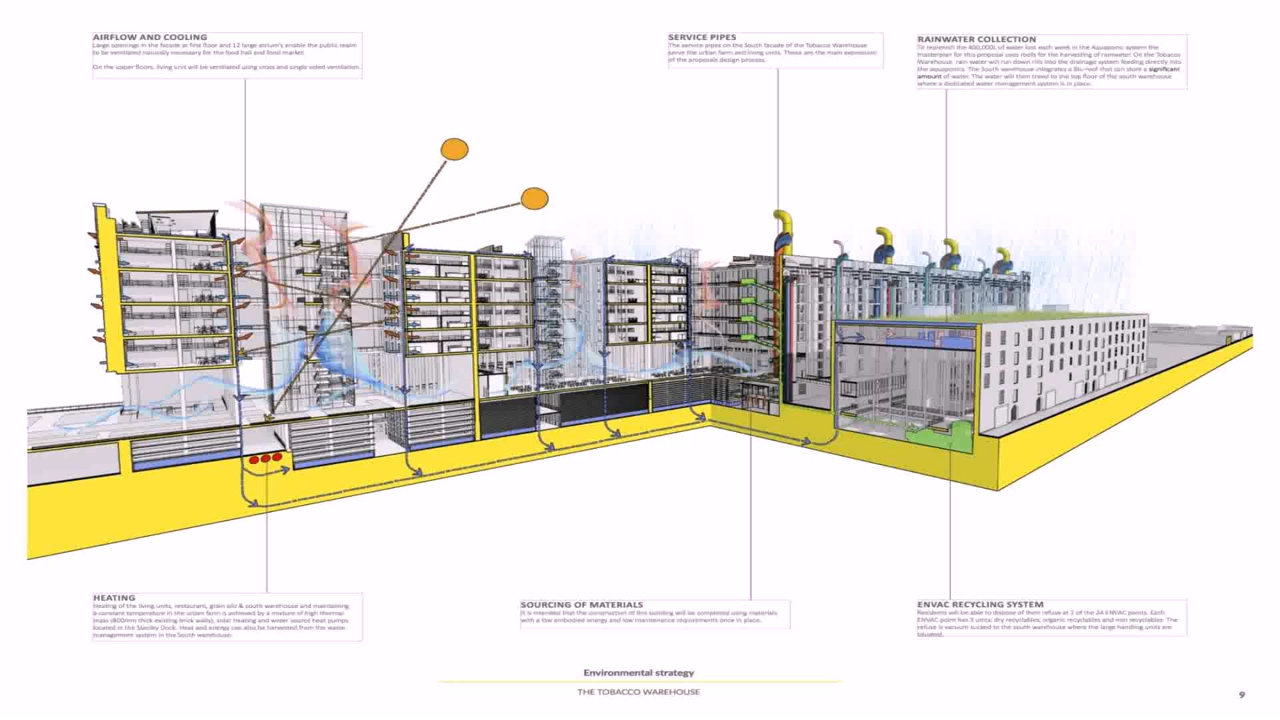 AIRFLOW AND COOLING
Large openings in the facade at first floor and 12 large atrium's enable the public realm
to be ventilated naturally necessary for the food hall and food market.
On the upper floors, living unit will be ventilated using cross and single sided ventilation.
SERVICE PIPES
The service pipes on the South facade of the Tobacco Warehouse
serve the urban farm and living units. These are the main expression
of the proposals design process.
RAINWATER COLLECTION
To replenish the 400,000L of water lost each week in the Aquaponic system the
masterplan for this proposal uses roofs for the harvesting of rainwater. On the Tobacco
Warehouse rain water will run down rills into the drainage system feeding directly into
the aquaponics. The South warehouse integrates a Blu-roof that can store a significant
amount of water. The water will then travel to the top floor of the south warehouse
where a dedicated water management system is in place.
HEATING
Heating of the living units, restaurant, grain silo & south warehouse and maintaining
a constant temperature in the urban farm is achieved by a mixture of high thermal
mass (800mm thick existing brick walls), solar heating and water source heat pumps
located in the Stanley Dock. Heat and energy can also be harvested from the waste
management system in the South warehouse.
SOURCING OF MATERIALS
It is intended that the construction of this building will be completed using materials
with a low embodied energy and low maintenance requirements once in place.
ENVAC RECYCLING SYSTEM
Residents will be able to dispose of them refuse at 2 of the 24 ENVAC points. Each
ENVAC point has 3 units; dry recyclables, organic recyclables and non recyclables. The
refuse is vacuum sucked to the south warehouse where the large handling units are
located.
Environmental strategy
THE TOBACCO WAREHOUSE
9